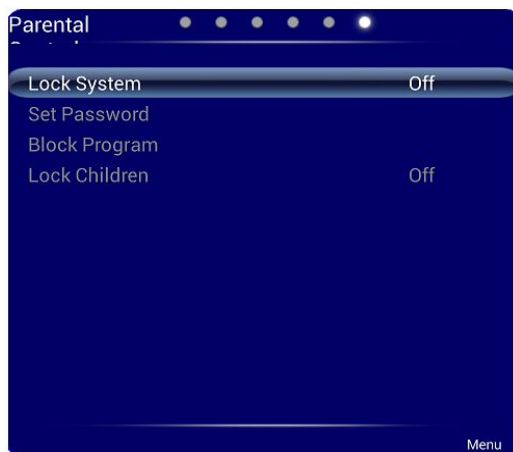 Parental
Lock System Off
Set Password
Block Program
Lock Children Off
Menu